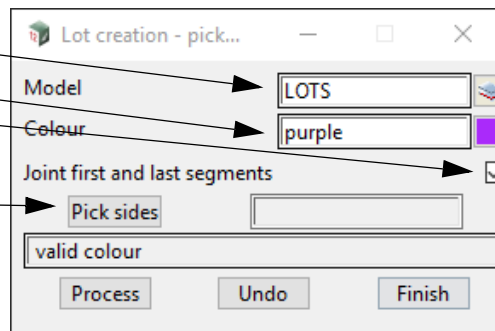 Lot creation - pick...
Model LOTS
Colour purple
Joint first and last segments
Pick sides
valid colour
Process Undo Finish